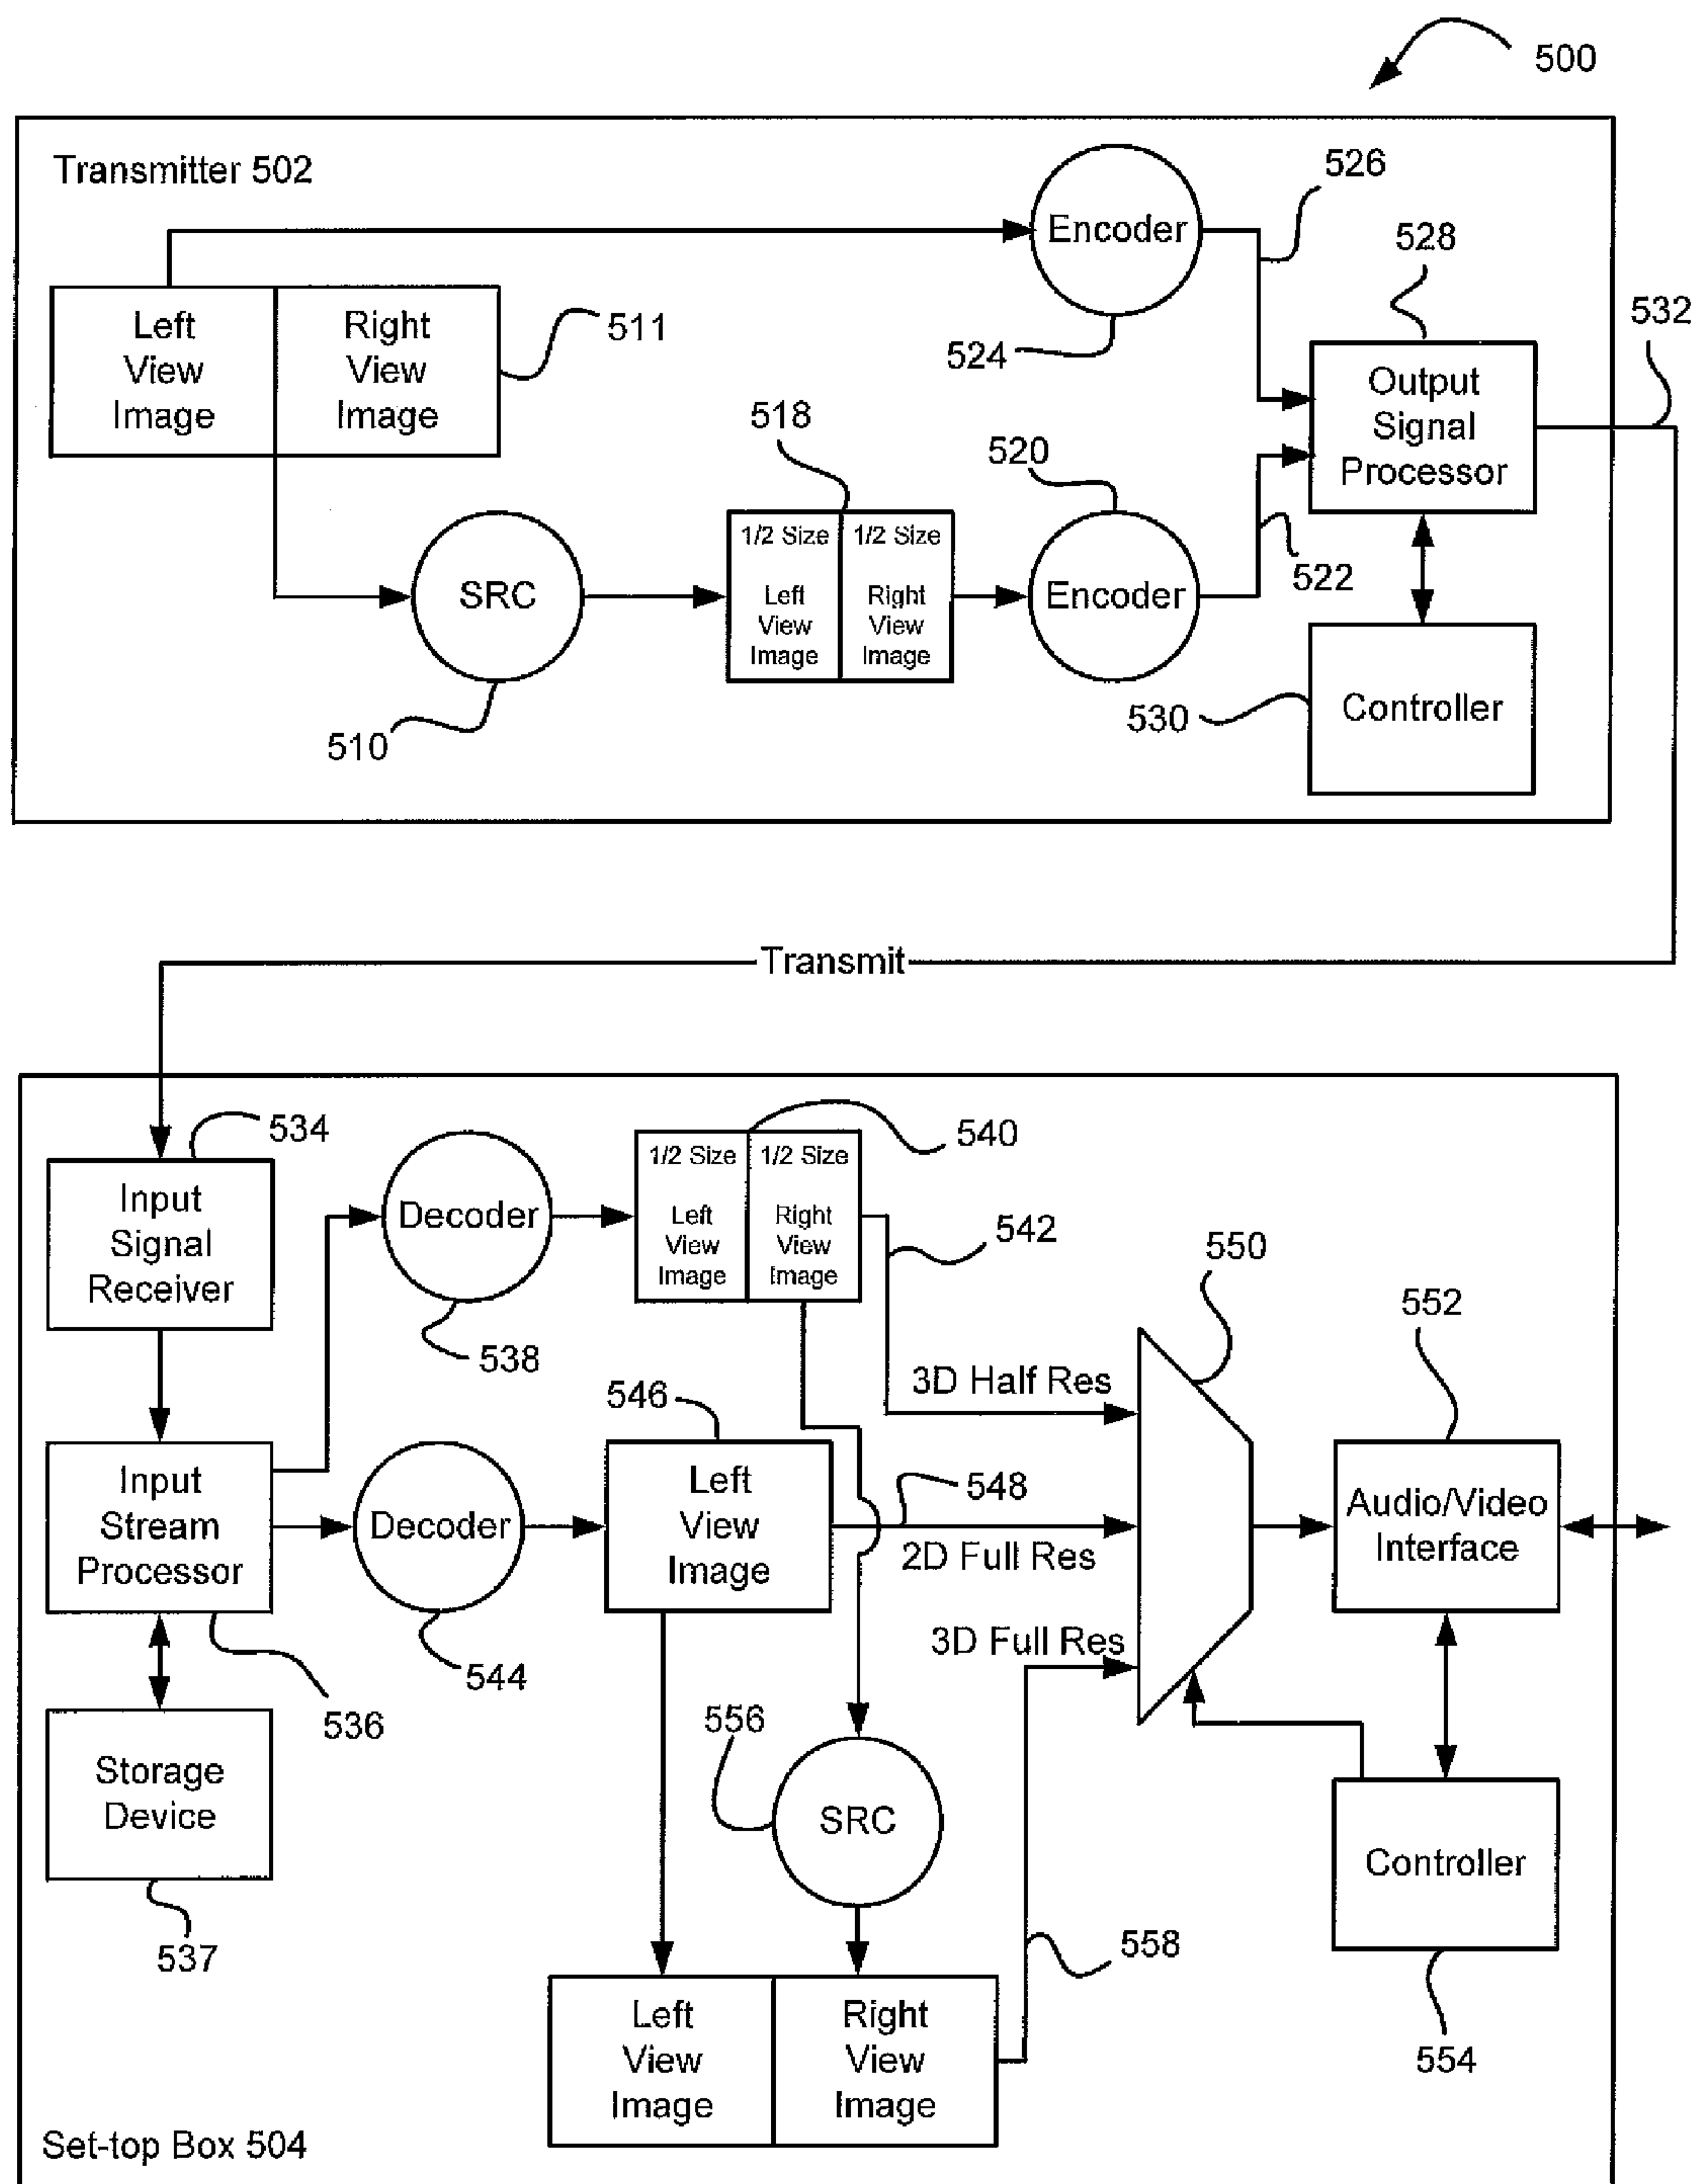 500
Transmitter 502
Encoder
526
528
532
Left
View
Image
Right
View
Image
511
524
Output
Signal
Processor
518
520
1/2 Size
Left
View
Image
1/2 Size
Right
View
Image
SRC
Encoder
522
510
530
Controller
Transmit
534
Input
Signal
Receiver
Decoder
538
1/2 Size
Left
View
Image
1/2 Size
Right
View
Image
540
542
550
552
3D Half Res
546
Input
Stream
Processor
Decoder
Left
View
Image
548
2D Full Res
Audio/Video
Interface
544
536
3D Full Res
556
Storage
Device
SRC
Controller
537
558
554
Left
View
Image
Right
View
Image
Set-top Box 504